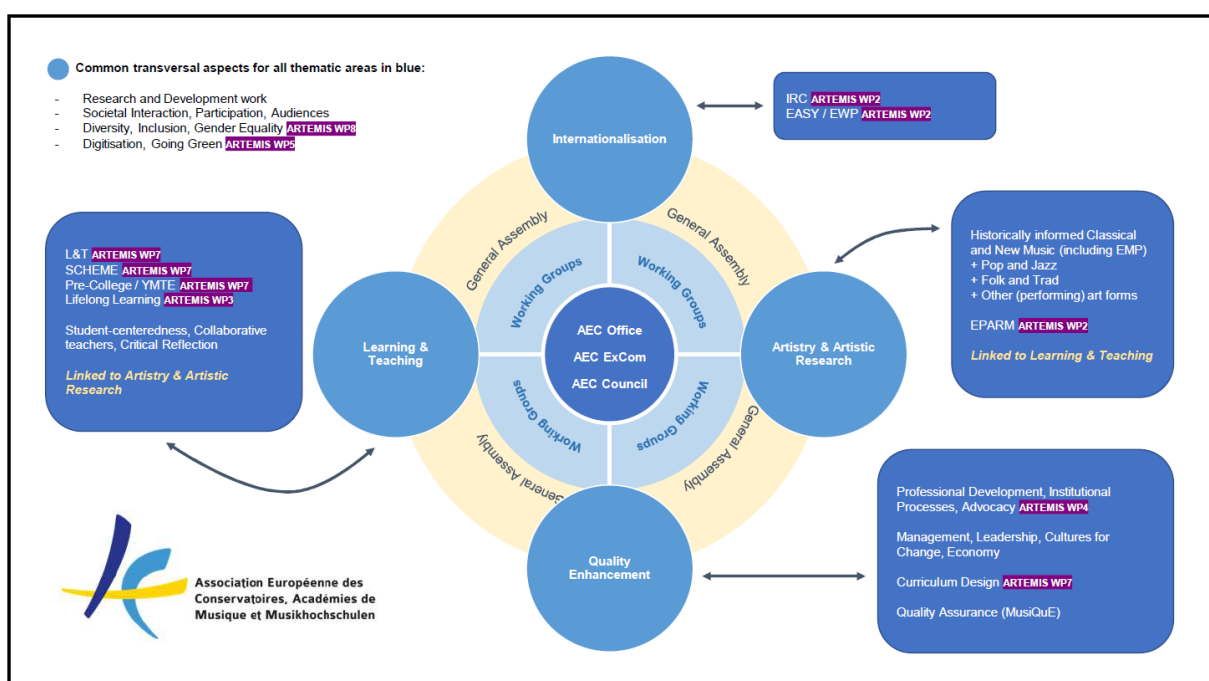 Common transversal aspects for all thematic areas in blue:
- Research and Development work
- Societal Interaction, Participation, Audiences
- Diversity, Inclusion, Gender Equality ARTEMIS WP8
- Digitisation, Going Green ARTEMIS WP5
Internationalisation
IRC ARTEMIS WP2
EASY / EWP ARTEMIS WP2
L&T ARTEMIS WP7
SCHEME ARTEMIS WP7
Pre-College / YMTE ARTEMIS WP7
Lifelong Learning ARTEMIS WP3
Student-centeredness, Collaborative
teachers, Critical Reflection
Linked to Artistry & Artistic
Research
Learning &
Teaching
General Assembly
General Assembly
Working Groups
Working Groups
AEC Office
AEC ExCom
AEC Council
Working Groups
Working Groups
General Assembly
General Assembly
Artistry & Artistic
Research
Historically informed Classical
and New Music (including EMP)
+ Pop and Jazz
+ Folk and Trad
+ Other (performing) art forms
EPARM ARTEMIS WP2
Linked to Learning & Teaching
Quality
Enhancement
Professional Development, Institutional
Processes, Advocacy ARTEMIS WP4
Management, Leadership, Cultures for
Change, Economy
Curriculum Design ARTEMIS WP7
Quality Assurance (MusiQuE)
Association Européenne des
Conservatoires, Académies de
Musique et Musikhochschulen